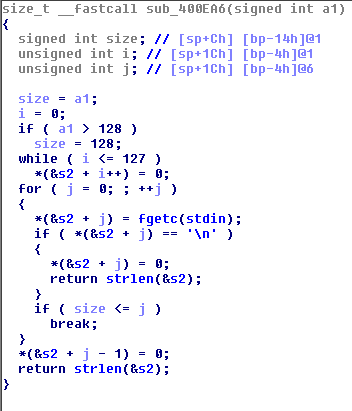 size_t __fastcall sub_400EA6(signed int a1)
{
  signed int size; // [sp+Ch] [bp-14h]@1
  unsigned int i; // [sp+1Ch] [bp-4h]@1
  unsigned int j; // [sp+1Ch] [bp-4h]@6

  size = a1;
  i = 0;
  if ( a1 > 128 )
    size = 128;
  while ( i <= 127 )
    *(&s2 + i++) = 0;
  for ( j = 0; ; ++j )
  {
    *(&s2 + j) = fgetc(stdin);
    if ( *(&s2 + j) == '\n' )
    {
      *(&s2 + j) = 0;
      return strlen(&s2);
    }
    if ( size <= j )
      break;
  }
  *(&s2 + j - 1) = 0;
  return strlen(&s2);
}